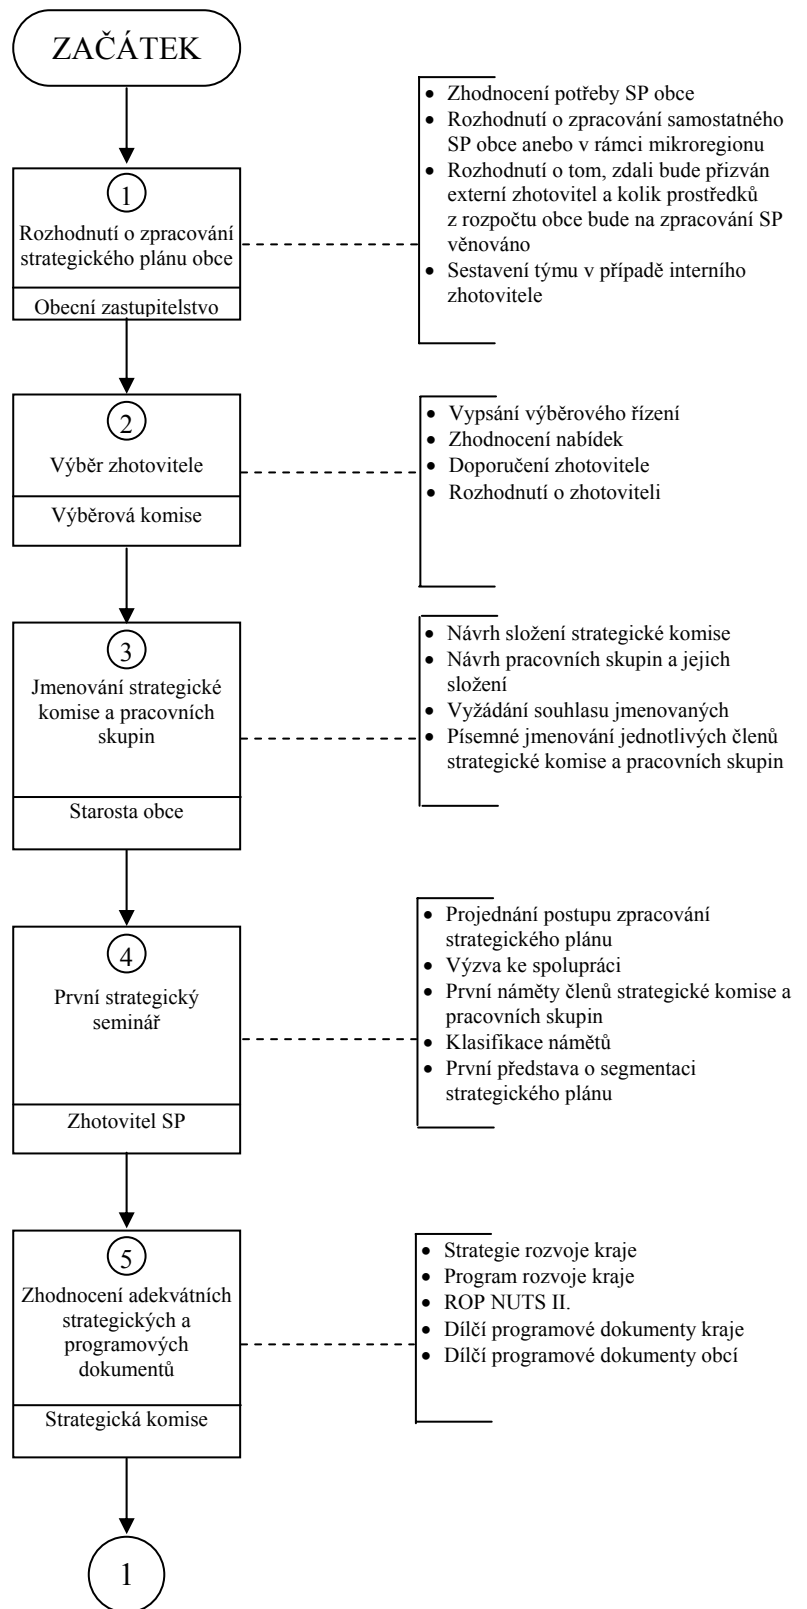 ZAČÁTEK
1
Rozhodnutí o zpracování
strategického plánu obce
Obecní zastupitelstvo
• Zhodnocení potřeby SP obce
• Rozhodnutí o zpracování samostatného
SP obce anebo v rámci mikroregionu
• Rozhodnutí o tom, zdali bude přizván
externí zhotovitel a kolik prostředků
z rozpočtu obce bude na zpracování SP
věnováno
• Sestavení týmu v případě interního
zhotovitele
2
Výběr zhotovitele
Výběrová komise
• Vypsání výběrového řízení
• Zhodnocení nabídek
• Doporučení zhotovitele
• Rozhodnutí o zhotoviteli
3
Jmenování strategické
komise a pracovních
skupin
Starosta obce
• Návrh složení strategické komise
• Návrh pracovních skupin a jejich
složení
• Vyžádání souhlasu jmenovaných
• Písemné jmenování jednotlivých členů
strategické komise a pracovních skupin
4
První strategický
seminář
Zhotovitel SP
• Projednání postupu zpracování
strategického plánu
• Výzva ke spolupráci
• První náměty členů strategické komise a
pracovních skupin
• Klasifikace námětů
• První představa o segmentaci
strategického plánu
5
Zhodnocení adekvátních
strategických a
programových
dokumentů
Strategická komise
• Strategie rozvoje kraje
• Program rozvoje kraje
• ROP NUTS II.
• Dílčí programové dokumenty kraje
• Dílčí programové dokumenty obcí
1